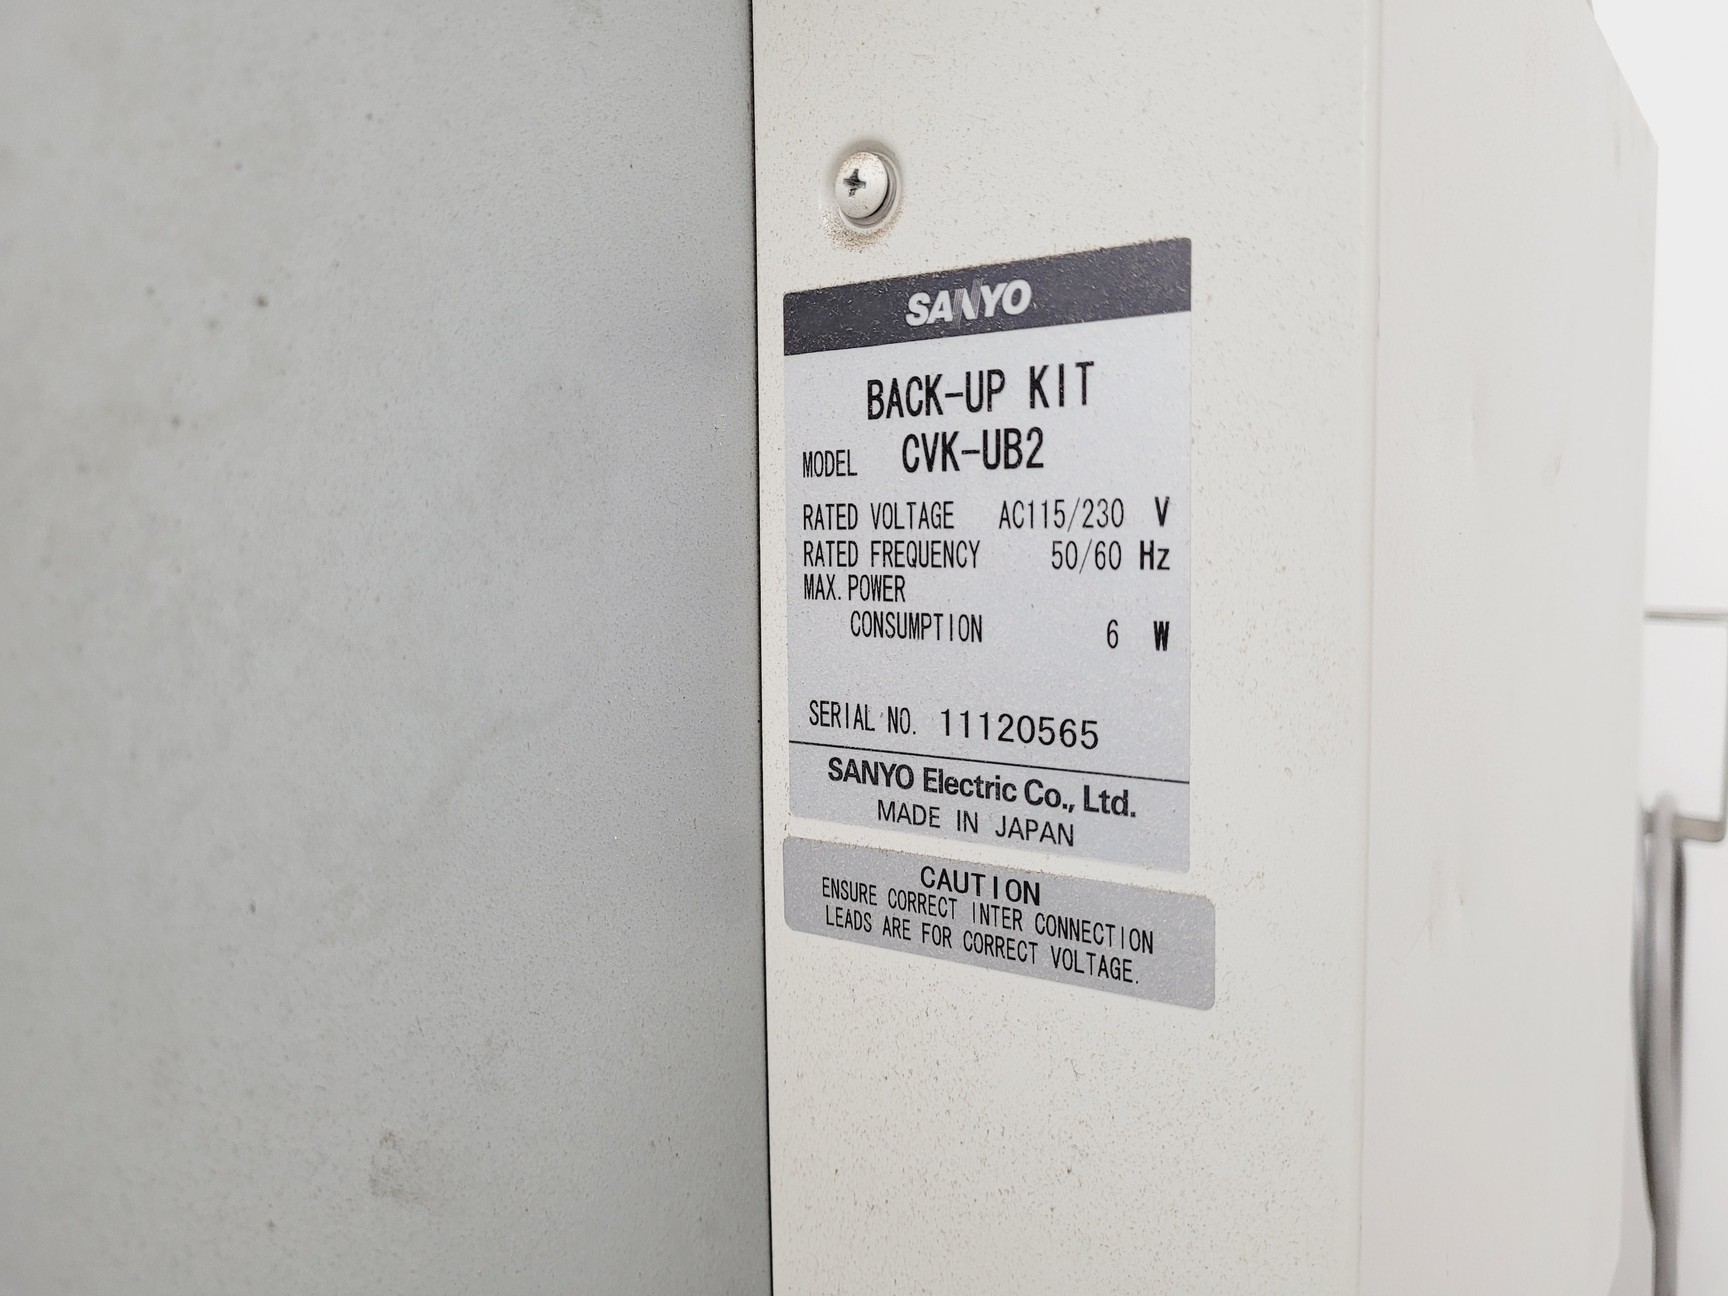 SANYO
BACK-UP KIT
MODEL CVK-UB2
RATED VOLTAGE AC115/230 V
RATED FREQUENCY 50/60 Hz
MAX. POWER
CONSUMPTION 6 W
SERIAL NO. 11120565
SANYO Electric Co., Ltd.
MADE IN JAPAN
CAUTION
ENSURE CORRECT INTER CONNECTION
LEADS ARE FOR CORRECT VOLTAGE.